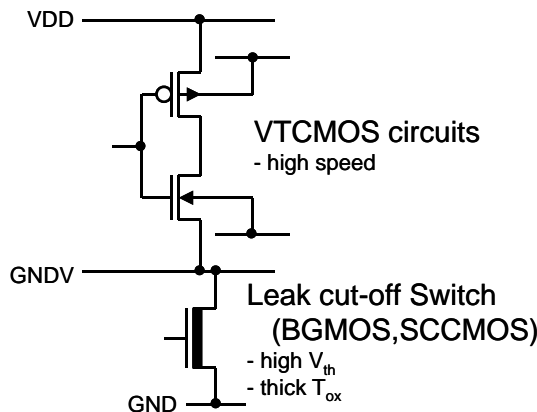 VDD
VTCMOS circuits
- high speed
GNDV
Leak cut-off Switch
(BGMOS,SCCMOS)
- high Vth
- thick Tox
GND